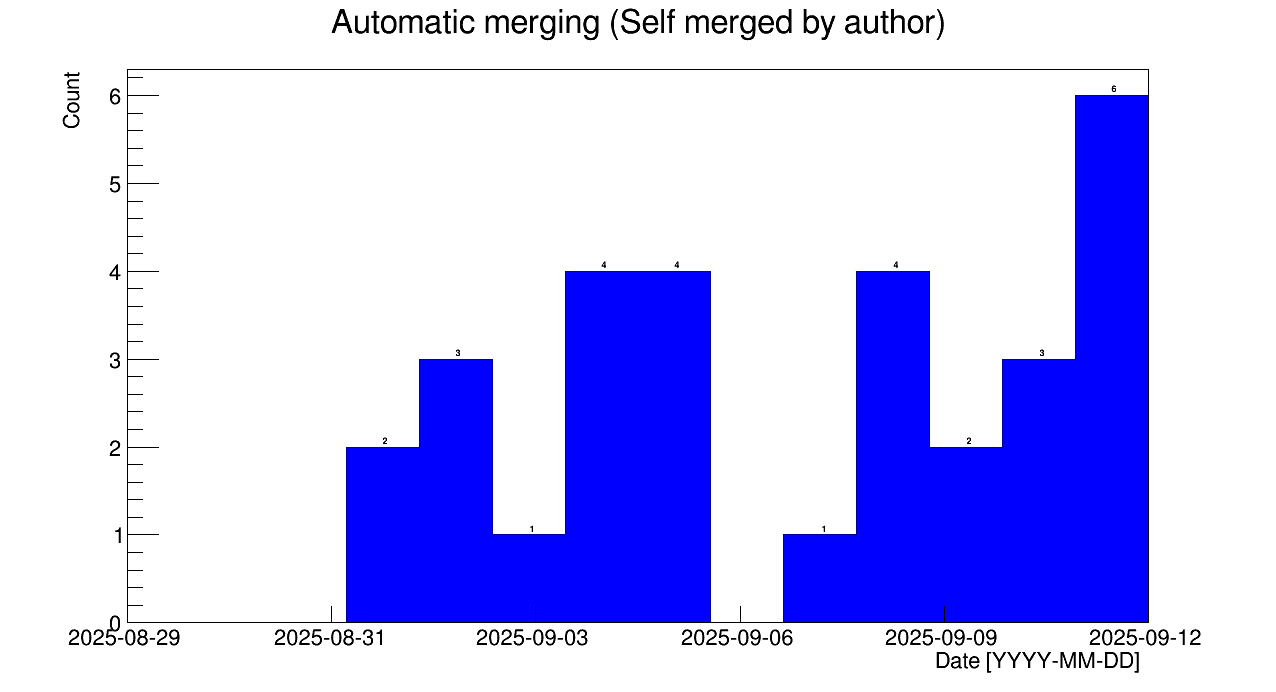 Automatic merging (Self merged by author)
Count
6
5
4
3
2
1
0
2 3 1 4 4 1 4 2 3 6
2025-08-29 2025-08-31 2025-09-03 2025-09-06 2025-09-09 2025-09-12
Date [YYYY-MM-DD]